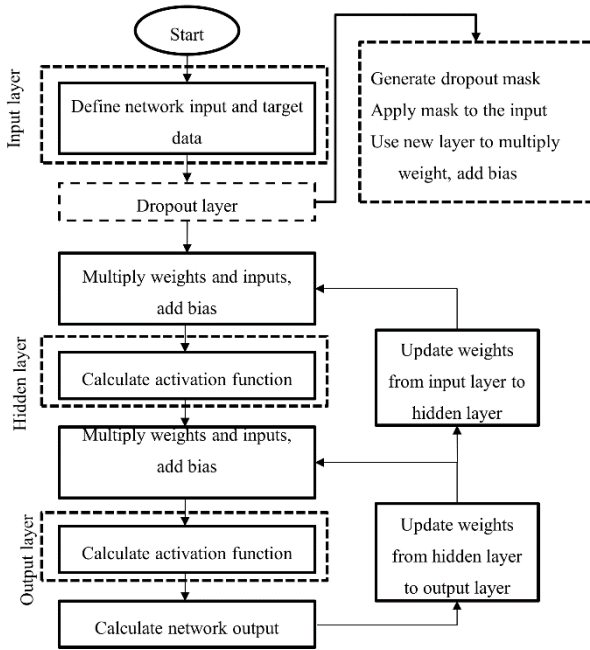 Start
Input layer
Define network input and target
data
Dropout layer
Generate dropout mask
Apply mask to the input
Use new layer to multiply
weight, add bias
Multiply weights and inputs,
add bias
Hidden layer
Calculate activation function
Multiply weights and inputs,
add bias
Output layer
Calculate activation function
Calculate network output
Update weights
from input layer to
hidden layer
Update weights
from hidden layer
to output layer